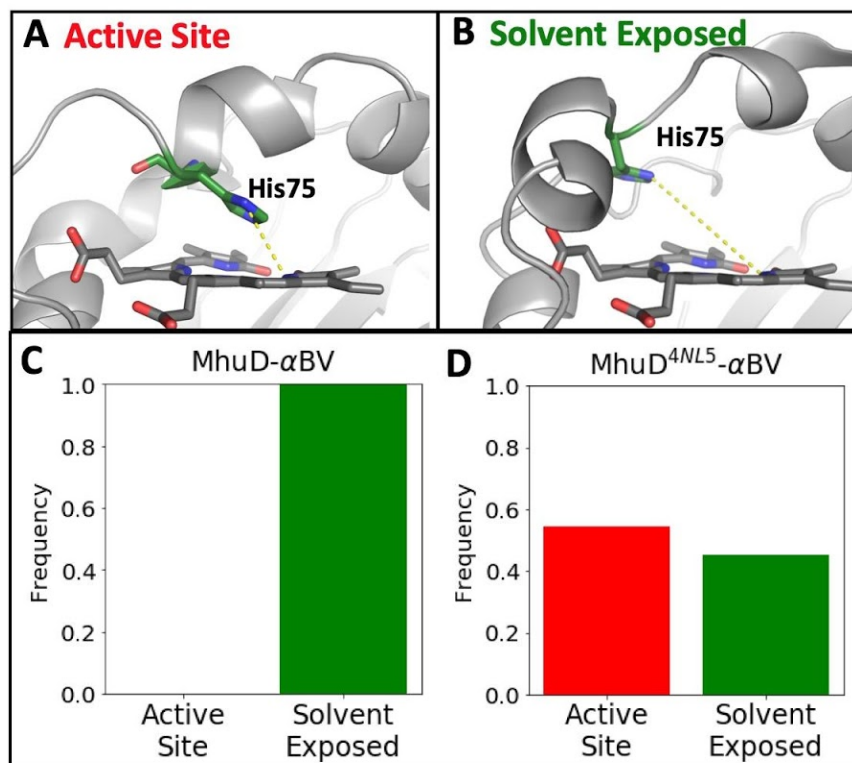 A Active Site
His75
B Solvent Exposed
His75
C MhuD-αBV
Frequency
1.0
0.8
0.6
0.4
0.2
0.0
Active
Site
Solvent
Exposed
D MhuD4NL5-αBV
Frequency
1.0
0.8
0.6
0.4
0.2
0.0
Active
Site
Solvent
Exposed